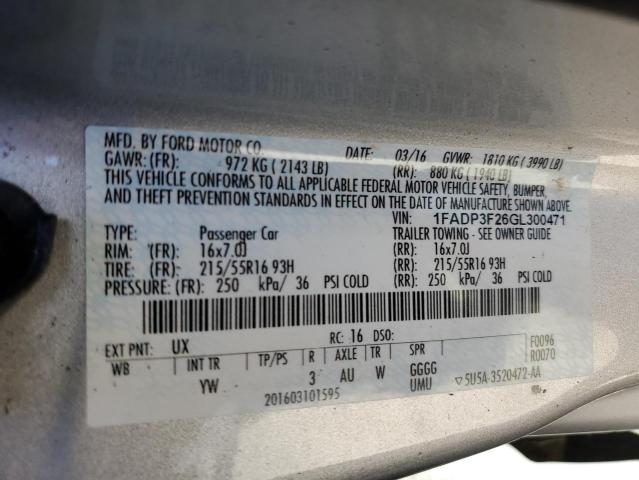 MFD. BY FORD MOTOR CO.
DATE: 03/16 GVWR: 1810 KG ( 3990 LB)
GAWR: (FR): 972 KG ( 2143 LB) (RR): 880 KG ( 1940 LB)
THIS VEHICLE CONFORMS TO ALL APPLICABLE FEDERAL MOTOR VEHICLE SAFETY, BUMPER,
AND THEFT PREVENTION STANDARDS IN EFFECT ON THE DATE OF MANUFACTURE SHOWN ABOVE.
VIN: 1FADP3F26GL300471
TYPE: Passenger Car TRAILER TOWING - SEE OWNER GUIDE
RIM: (FR): 16x7.0J (RR): 16x7.0J
TIRE: (FR): 215/55R16 93H (RR): 215/55R16 93H
PRESSURE: (FR): 250 kPa/ 36 PSI COLD (RR): 250 kPa/ 36 PSI COLD
EXT PNT: UX RC: 16 DSO: F0096
WB INT TR TP/PS R AXLE TR SPR R0070
YW 3 AU W GGGG
UMU
201603101595 ▽5U5A-3520472-AA